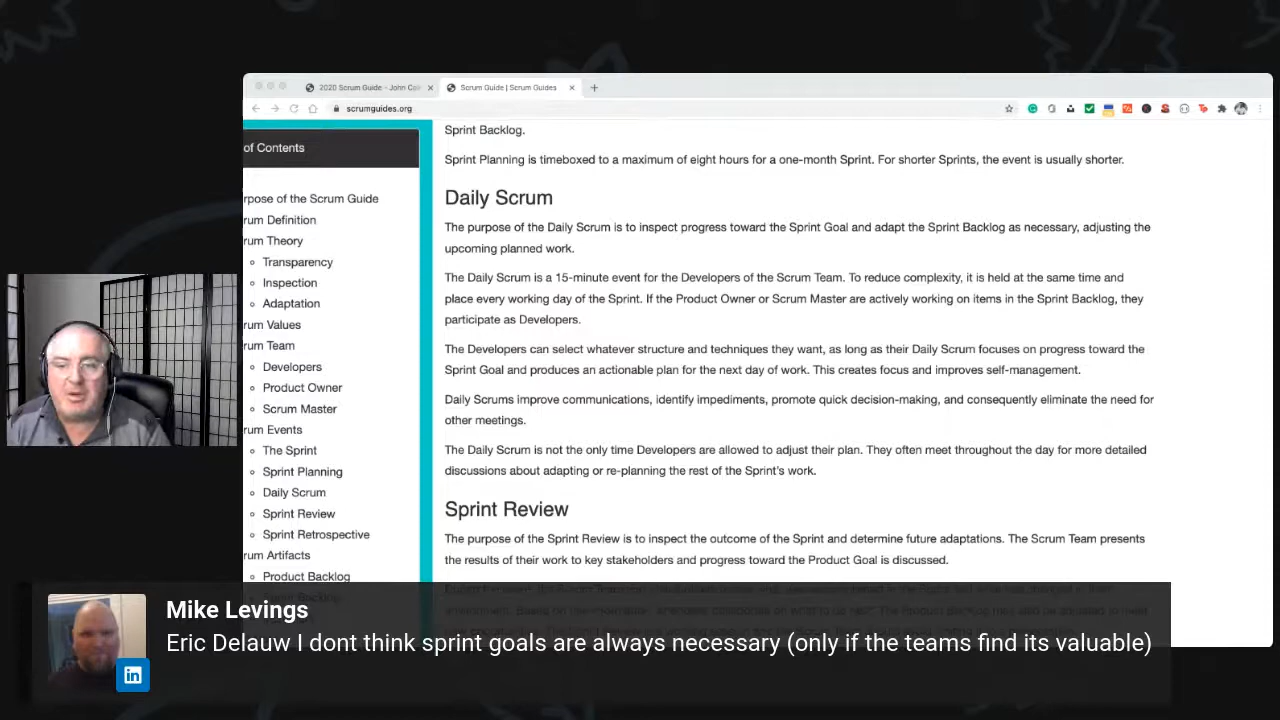 2020 Scrum Guide - John Col
Scrum Guide | Scrum Guides
scrumguides.org
of Contents
rpose of the Scrum Guide
rum Definition
rum Theory
Transparency
Inspection
Adaptation
rum Values
rum Team
Developers
Product Owner
Scrum Master
rum Events
The Sprint
Sprint Planning
Daily Scrum
Sprint Review
Sprint Retrospective
rum Artifacts
Product Backlog
Sprint Backlog.
Sprint Planning is timeboxed to a maximum of eight hours for a one-month Sprint. For shorter Sprints, the event is usually shorter.
Daily Scrum
The purpose of the Daily Scrum is to inspect progress toward the Sprint Goal and adapt the Sprint Backlog as necessary, adjusting the
upcoming planned work.
The Daily Scrum is a 15-minute event for the Developers of the Scrum Team. To reduce complexity, it is held at the same time and
place every working day of the Sprint. If the Product Owner or Scrum Master are actively working on items in the Sprint Backlog, they
participate as Developers.
The Developers can select whatever structure and techniques they want, as long as their Daily Scrum focuses on progress toward the
Sprint Goal and produces an actionable plan for the next day of work. This creates focus and improves self-management.
Daily Scrums improve communications, identify impediments, promote quick decision-making, and consequently eliminate the need for
other meetings.
The Daily Scrum is not the only time Developers are allowed to adjust their plan. They often meet throughout the day for more detailed
discussions about adapting or re-planning the rest of the Sprint's work.
Sprint Review
The purpose of the Sprint Review is to inspect the outcome of the Sprint and determine future adaptations. The Scrum Team presents
the results of their work to key stakeholders and progress toward the Product Goal is discussed.
Mike Levings
Eric Delauw I dont think sprint goals are always necessary (only if the teams find its valuable)
in